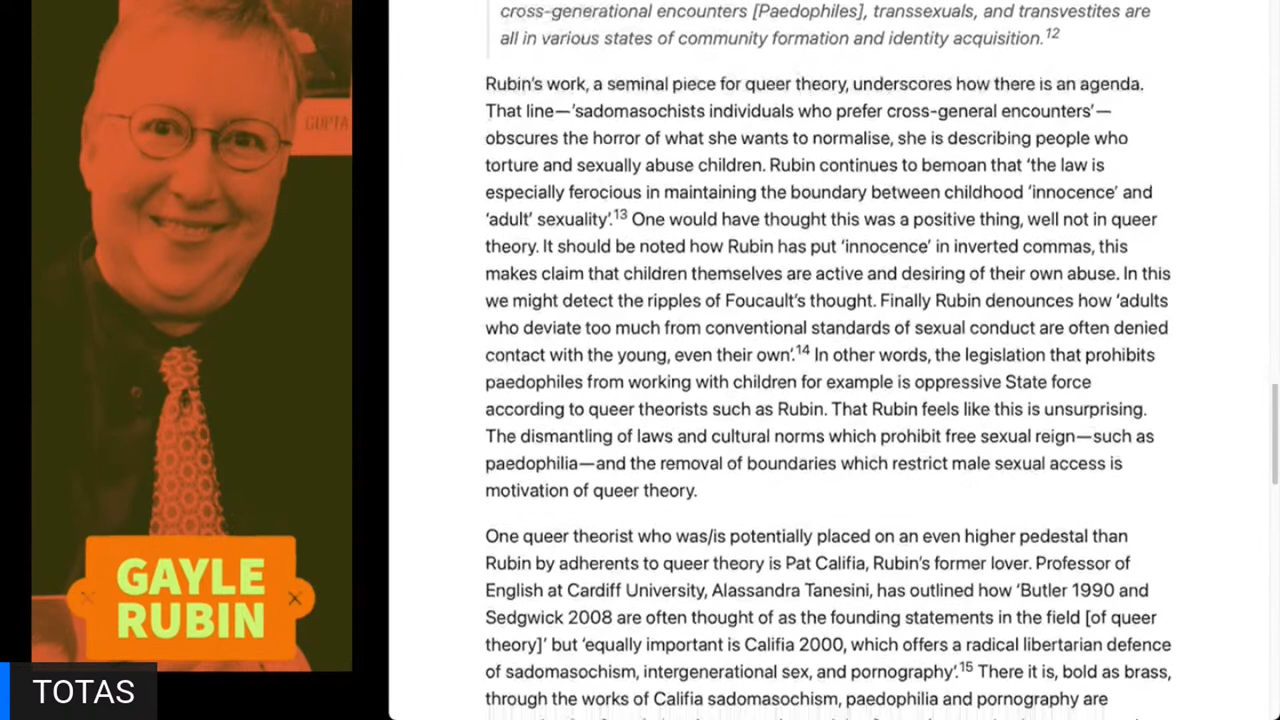 GUPTA
GAYLE
RUBIN
TOTAS
cross-generational encounters [Paedophiles], transsexuals, and transvestites are
all in various states of community formation and identity acquisition.12
Rubin's work, a seminal piece for queer theory, underscores how there is an agenda.
That line—'sadomasochists individuals who prefer cross-general encounters'—
obscures the horror of what she wants to normalise, she is describing people who
torture and sexually abuse children. Rubin continues to bemoan that 'the law is
especially ferocious in maintaining the boundary between childhood 'innocence' and
'adult' sexuality'.13 One would have thought this was a positive thing, well not in queer
theory. It should be noted how Rubin has put 'innocence' in inverted commas, this
makes claim that children themselves are active and desiring of their own abuse. In this
we might detect the ripples of Foucault's thought. Finally Rubin denounces how 'adults
who deviate too much from conventional standards of sexual conduct are often denied
contact with the young, even their own'.14 In other words, the legislation that prohibits
paedophiles from working with children for example is oppressive State force
according to queer theorists such as Rubin. That Rubin feels like this is unsurprising.
The dismantling of laws and cultural norms which prohibit free sexual reign—such as
paedophilia—and the removal of boundaries which restrict male sexual access is
motivation of queer theory.
One queer theorist who was/is potentially placed on an even higher pedestal than
Rubin by adherents to queer theory is Pat Califia, Rubin's former lover. Professor of
English at Cardiff University, Alassandra Tanesini, has outlined how 'Butler 1990 and
Sedgwick 2008 are often thought of as the founding statements in the field [of queer
theory]' but 'equally important is Califia 2000, which offers a radical libertarian defence
of sadomasochism, intergenerational sex, and pornography'.15 There it is, bold as brass,
through the works of Califia sadomasochism, paedophilia and pornography are